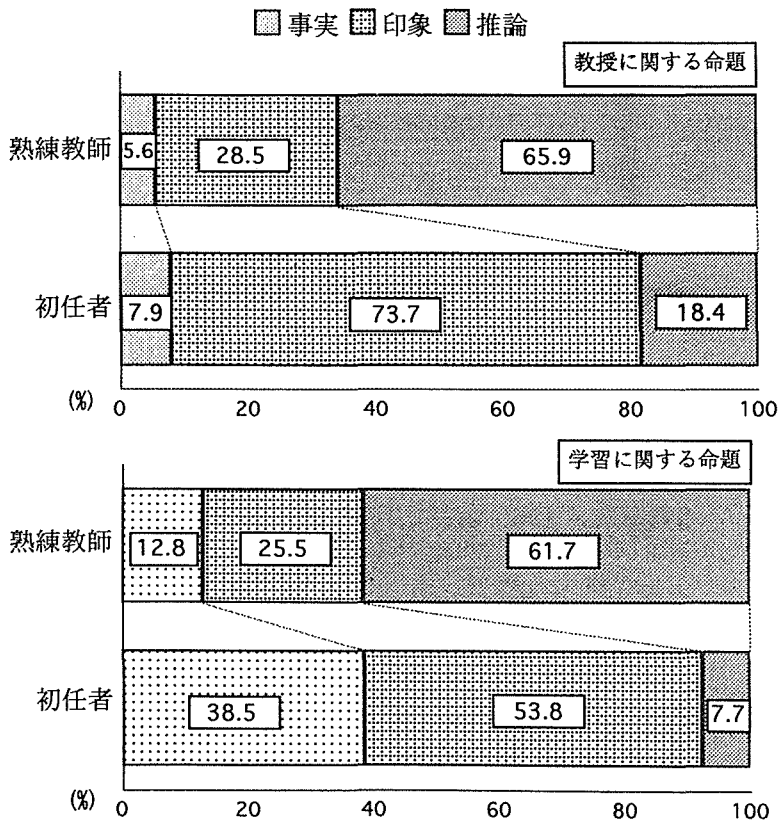 事実 印象 推論
教授に関する命題
熟練教師
5.6 28.5 65.9
初任者
7.9 73.7 18.4
(%) 0 20 40 60 80 100
学習に関する命題
熟練教師
12.8 25.5 61.7
初任者
38.5 53.8 7.7
(%) 0 20 40 60 80 100